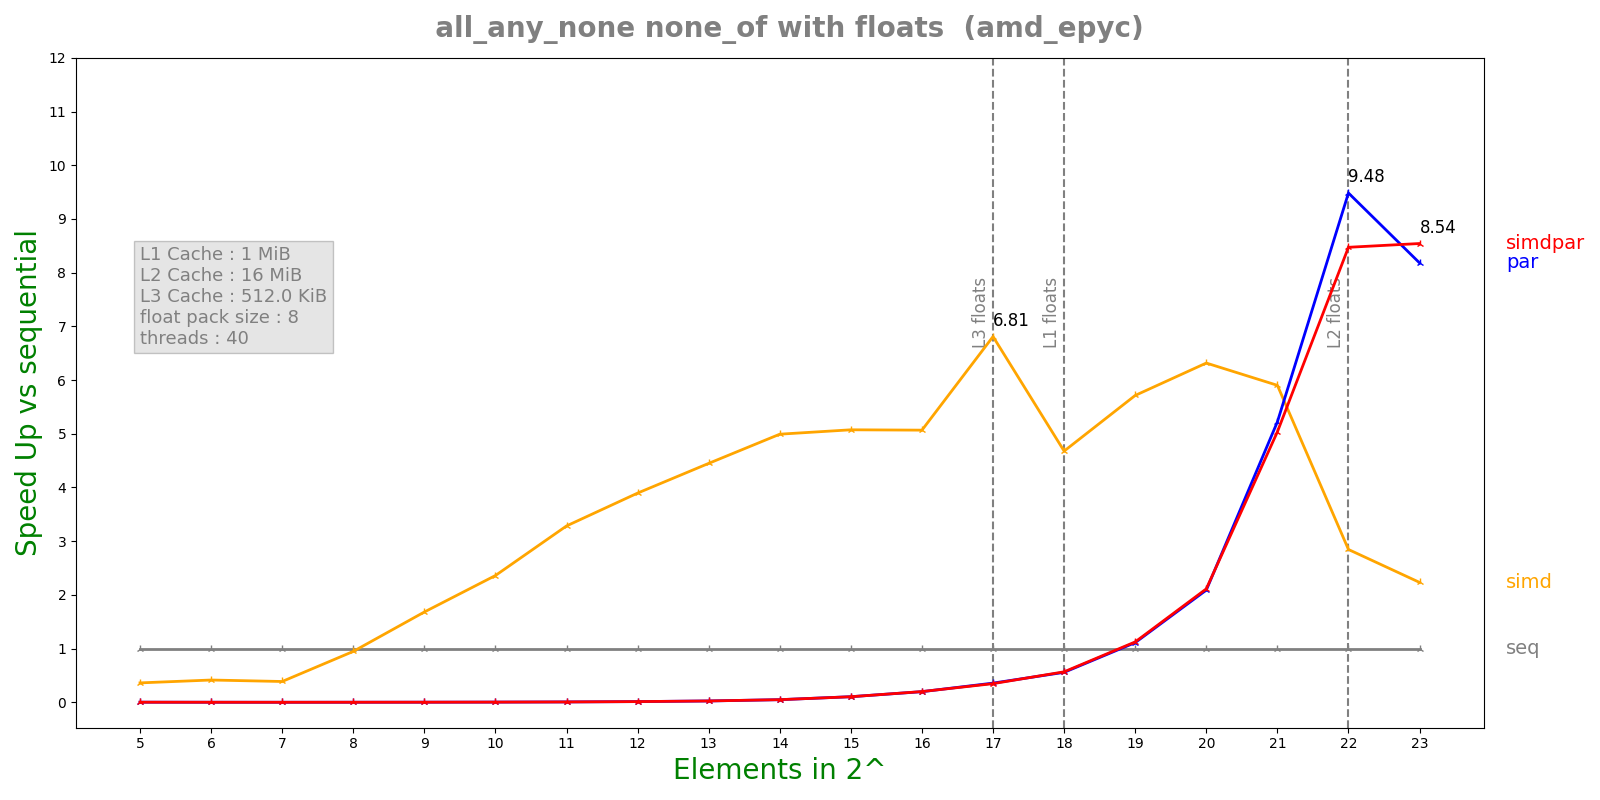 all_any_none none_of with floats  (amd_epyc)
Speed Up vs sequential
12
11
10
9
8
7
6
5
4
3
2
1
0
L1 Cache : 1 MiB
L2 Cache : 16 MiB
L3 Cache : 512.0 KiB
float pack size : 8
threads : 40
L3 floats
L1 floats
L2 floats
6.81
9.48
8.54
simdpar
par
simd
seq
5 6 7 8 9 10 11 12 13 14 15 16 17 18 19 20 21 22 23
Elements in 2^